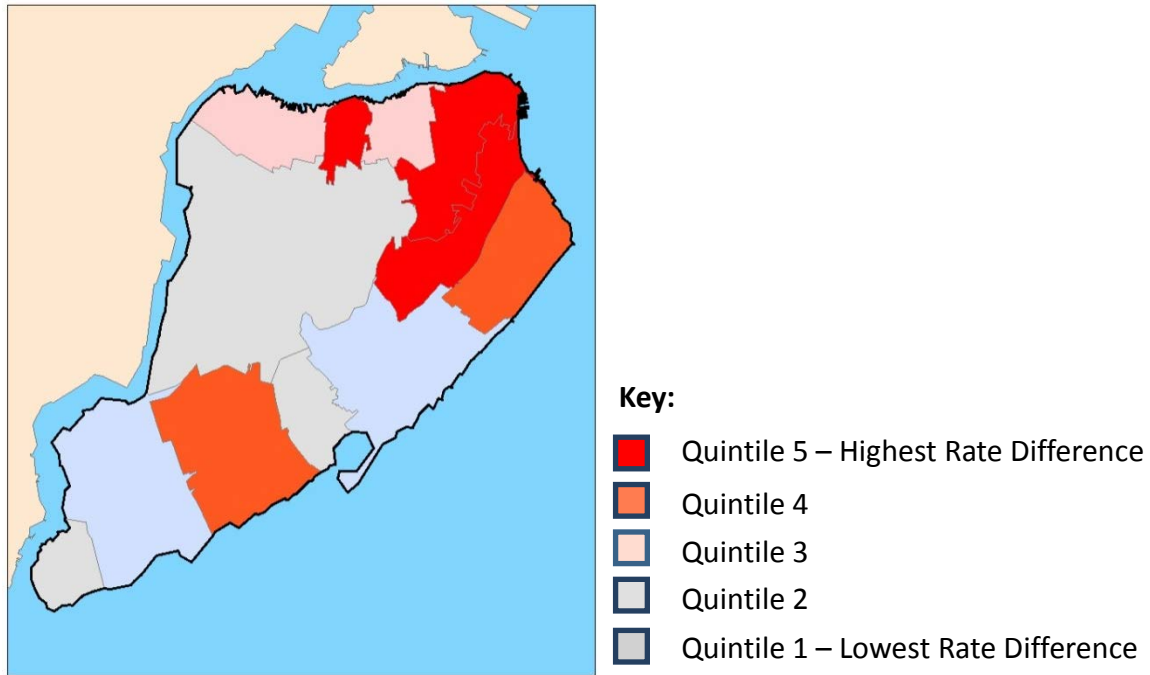 Key:
Quintile 5 – Highest Rate Difference
Quintile 4
Quintile 3
Quintile 2
Quintile 1 – Lowest Rate Difference